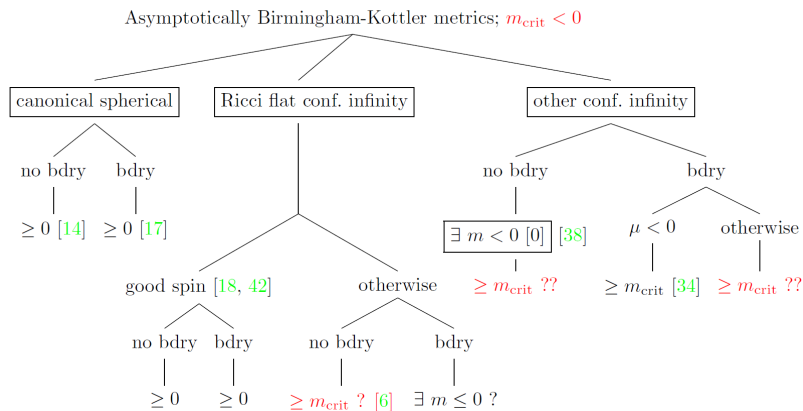 Asymptotically Birmingham-Kottler metrics; m_crit < 0
canonical spherical Ricci flat conf. infinity other conf. infinity
no bdry bdry no bdry bdry
≥ 0 [14] ≥ 0 [17] ∃ m < 0 [0] [38] μ < 0 otherwise
good spin [18, 42] otherwise ≥ m_crit ?? ≥ m_crit [34] ≥ m_crit ??
no bdry bdry no bdry bdry
≥ 0 ≥ 0 ≥ m_crit ? [6] ∃ m ≤ 0 ?